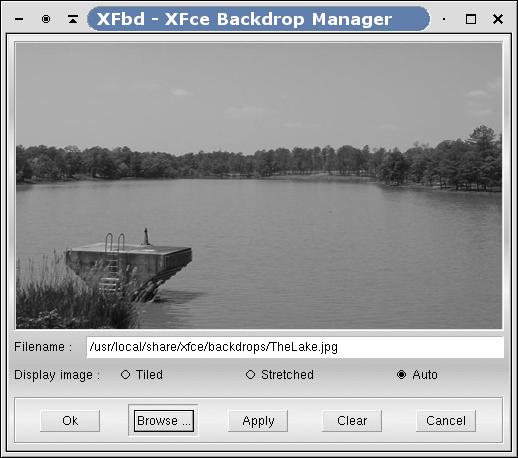 XFbd - XFce Backdrop Manager
Filename : /usr/local/share/xfce/backdrops/TheLake.jpg
Display image : Tiled Stretched Auto
Ok Browse ... Apply Clear Cancel